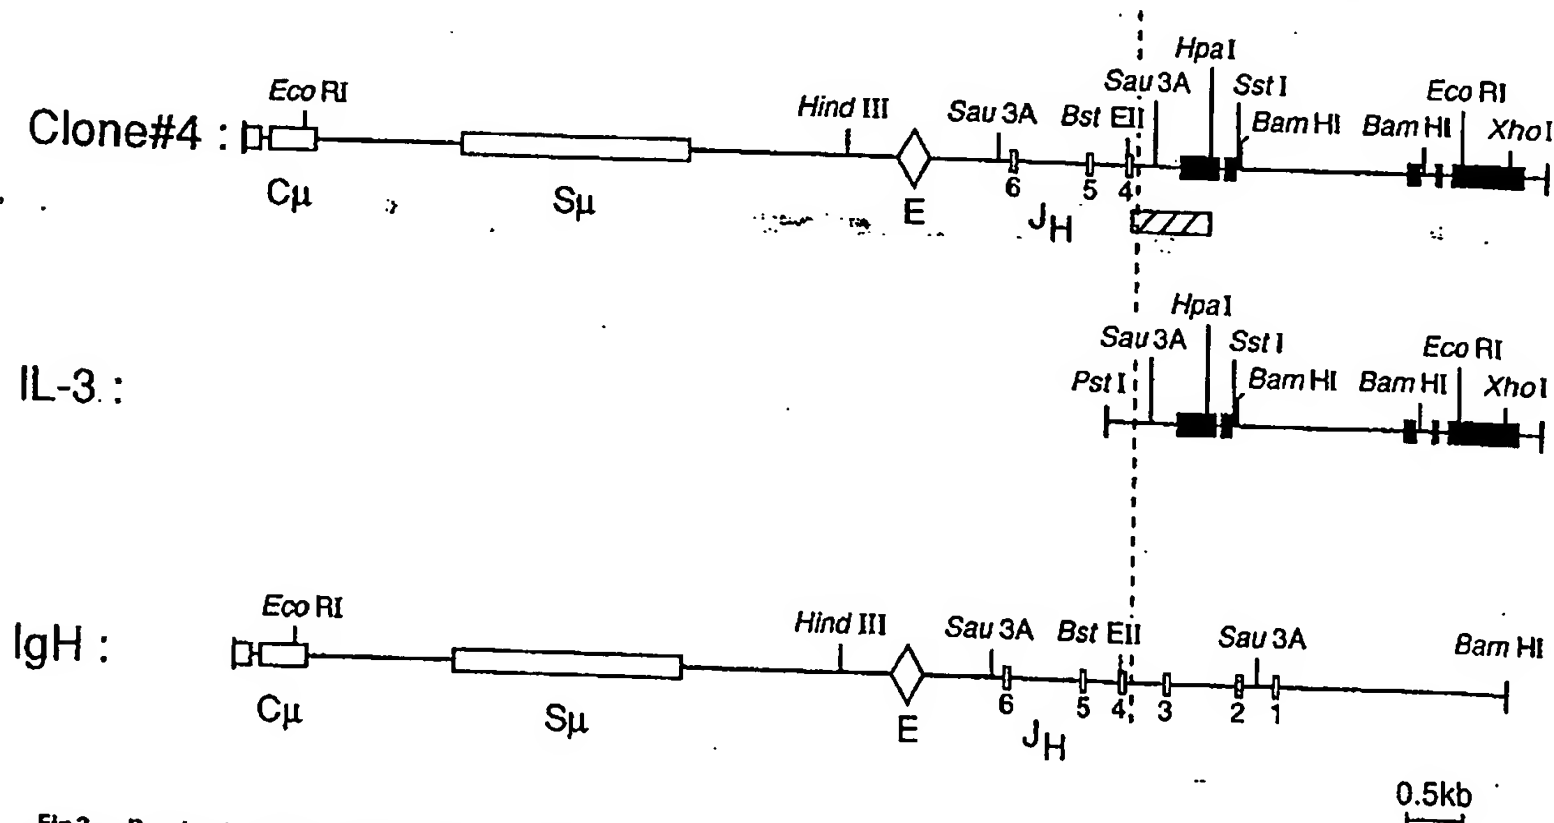 Hpa I
Eco RI Sau 3A Sst I Eco RI
Clone#4 : Hind III Sau 3A Bst EII Bam HI Bam HI Xho I
6 5 4
Cμ Sμ E J H
Hpa I
Sau 3A Sst I Eco RI
IL-3 : Pst I Bam HI Bam HI Xho I
Eco RI Hind III Sau 3A Bst EII Sau 3A Bam HI
IgH :
6 5 4 3 2 1
Cμ Sμ E J H
0.5kb